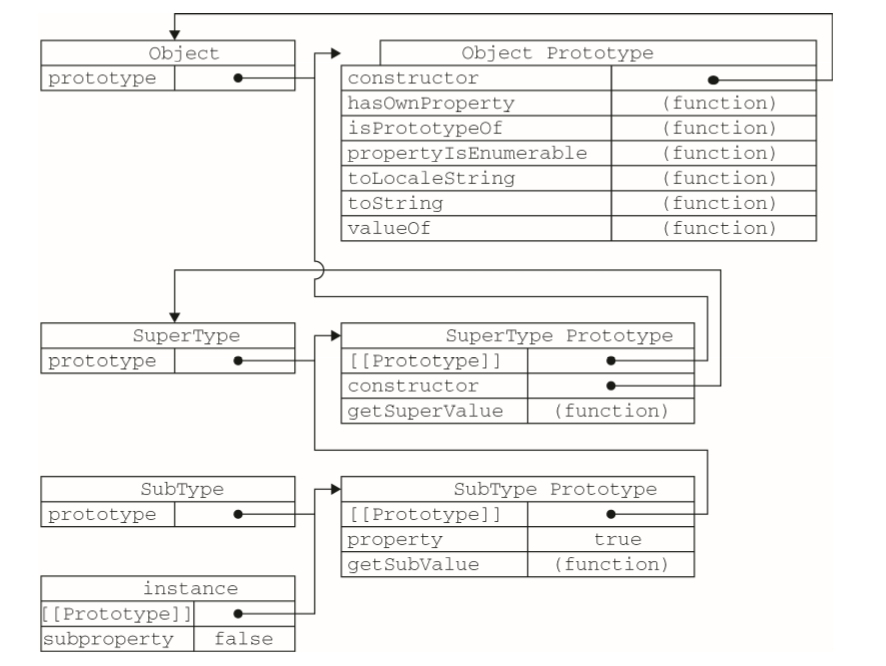 Object
prototype
Object Prototype
constructor
hasOwnProperty (function)
isPrototypeOf (function)
propertyIsEnumerable (function)
toLocaleString (function)
toString (function)
valueOf (function)
SuperType
prototype
SuperType Prototype
[[Prototype]]
constructor
getSuperValue (function)
SubType
prototype
SubType Prototype
[[Prototype]]
property true
getSubValue (function)
instance
[[Prototype]]
subproperty false